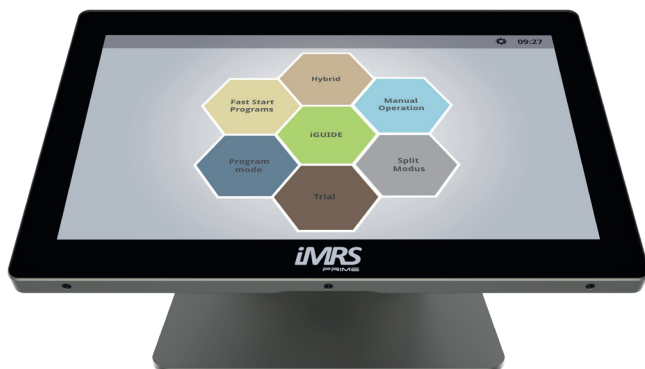 09:27
Hybrid
Fast Start
Programs
Manual
Operation
iGUIDE
Program
mode
Split
Modus
Trial
iMRS
PRIME